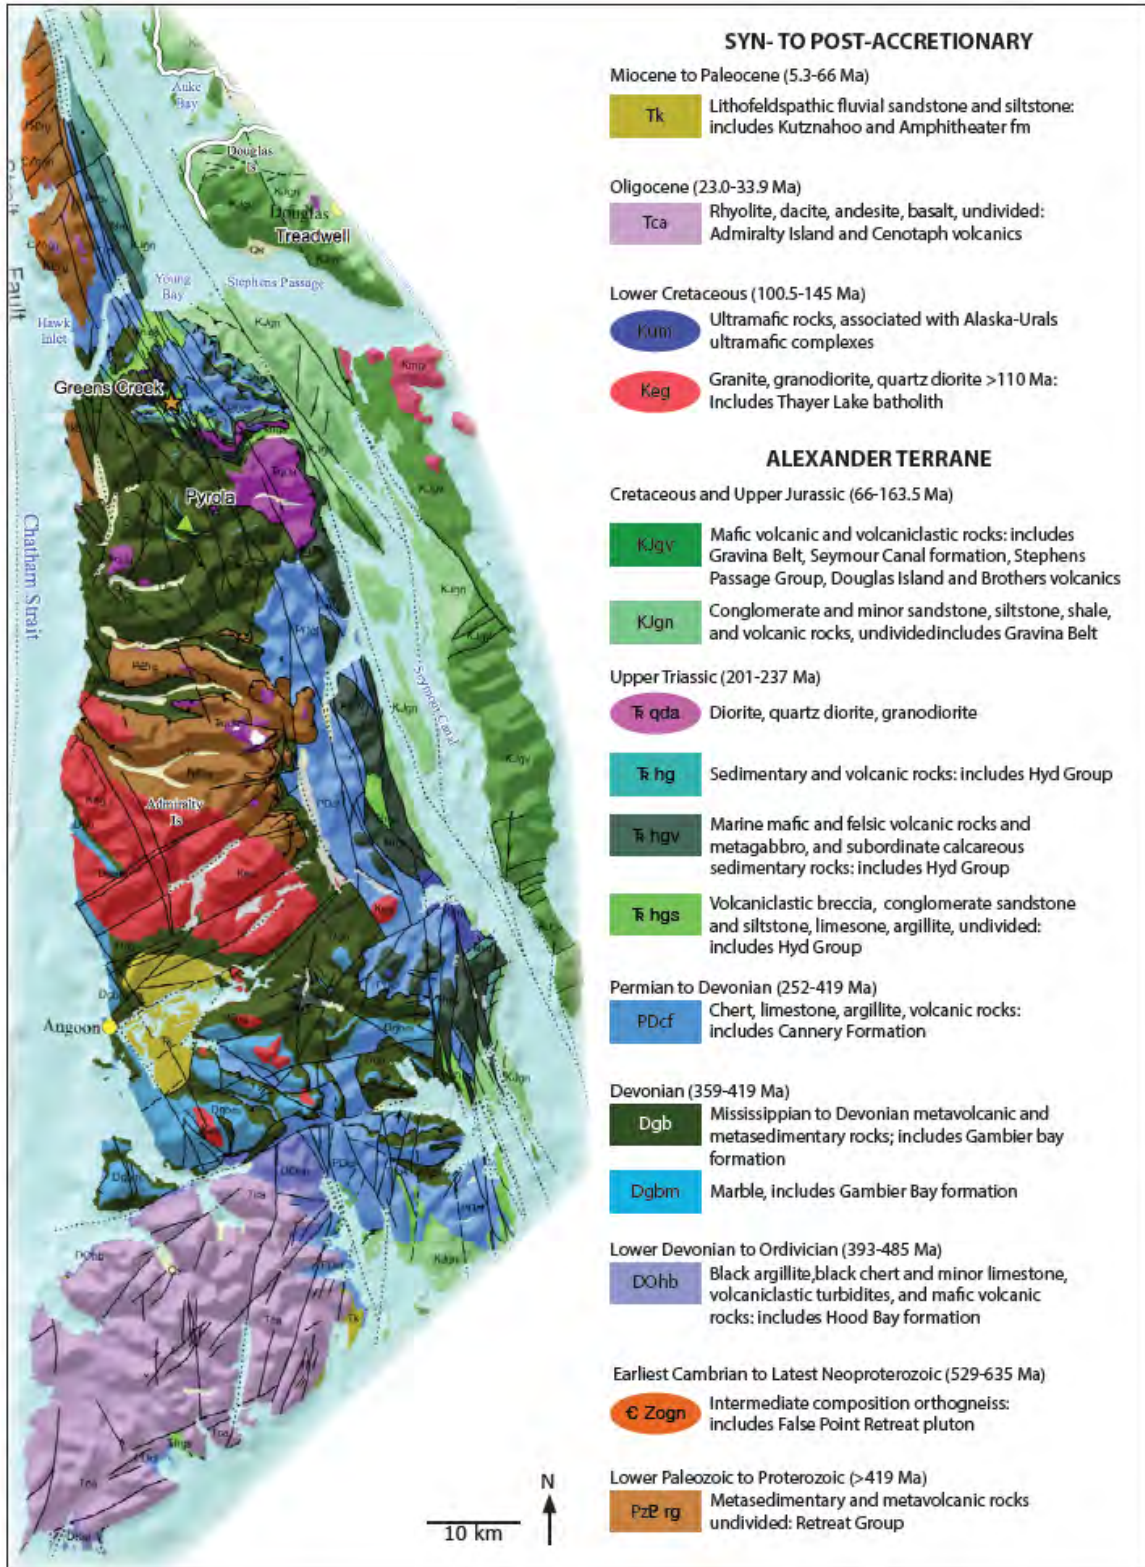 Auke
Bay
Douglas
Is
Douglas
Treadwell
KJgn
Stephens Passage
Young
Bay
Hawk
Inlet
Fault
KJgn
Greens Creek
Pyrola
Chatham Strait
Seymour Canal
KJgn
KJgv
PDcf
Admiralty
Is
Angoon
Tk
DOhb
Tca
KJgn
10 km
N
SYN- TO POST-ACCRETIONARY
Miocene to Paleocene (5.3-66 Ma)
Tk
Lithofeldspathic fluvial sandstone and siltstone:
includes Kutznahoo and Amphitheater fm
Oligocene (23.0-33.9 Ma)
Tca
Rhyolite, dacite, andesite, basalt, undivided:
Admiralty Island and Cenotaph volcanics
Lower Cretaceous (100.5-145 Ma)
Kum
Ultramafic rocks, associated with Alaska-Urals
ultramafic complexes
Keg
Granite, granodiorite, quartz diorite >110 Ma:
Includes Thayer Lake batholith
ALEXANDER TERRANE
Cretaceous and Upper Jurassic (66-163.5 Ma)
KJgv
Mafic volcanic and volcaniclastic rocks: includes
Gravina Belt, Seymour Canal formation, Stephens
Passage Group, Douglas Island and Brothers volcanics
KJgn
Conglomerate and minor sandstone, siltstone, shale,
and volcanic rocks, undividedincludes Gravina Belt
Upper Triassic (201-237 Ma)
Ꞧ qda
Diorite, quartz diorite, granodiorite
Ꞧ hg
Sedimentary and volcanic rocks: includes Hyd Group
Ꞧ hgv
Marine mafic and felsic volcanic rocks and
metagabbro, and subordinate calcareous
sedimentary rocks: includes Hyd Group
Ꞧ hgs
Volcaniclastic breccia, conglomerate sandstone
and siltstone, limesone, argillite, undivided:
includes Hyd Group
Permian to Devonian (252-419 Ma)
PDcf
Chert, limestone, argillite, volcanic rocks:
includes Cannery Formation
Devonian (359-419 Ma)
Dgb
Mississippian to Devonian metavolcanic and
metasedimentary rocks; includes Gambier bay
formation
Dgbm
Marble, includes Gambier Bay formation
Lower Devonian to Ordivician (393-485 Ma)
DOhb
Black argillite,black chert and minor limestone,
volcaniclastic turbidites, and mafic volcanic
rocks: includes Hood Bay formation
Earliest Cambrian to Latest Neoproterozoic (529-635 Ma)
Є Zogn
Intermediate composition orthogneiss:
includes False Point Retreat pluton
Lower Paleozoic to Proterozoic (>419 Ma)
PzP rg
Metasedimentary and metavolcanic rocks
undivided: Retreat Group